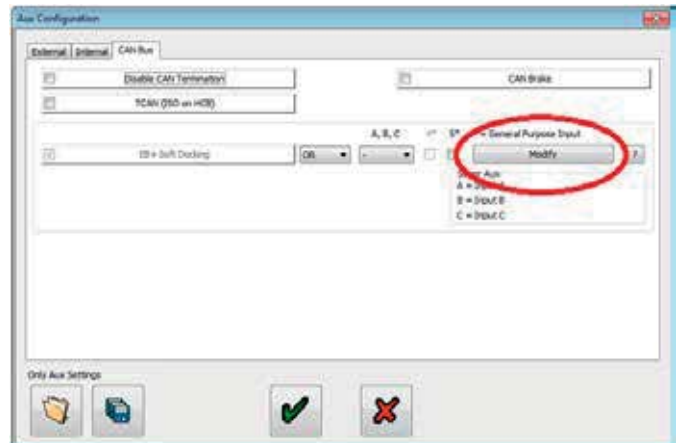 Aux Configuration
External Internal CAN Bus
Disable CAN Termination CAN Brake
TCAN (ISO on HCB)
A, B, C = General Purpose Input
EB+ Soft Docking OR - Modify ?
Aux
A = Input
B = Input B
C = Input C
Only Aux Settings